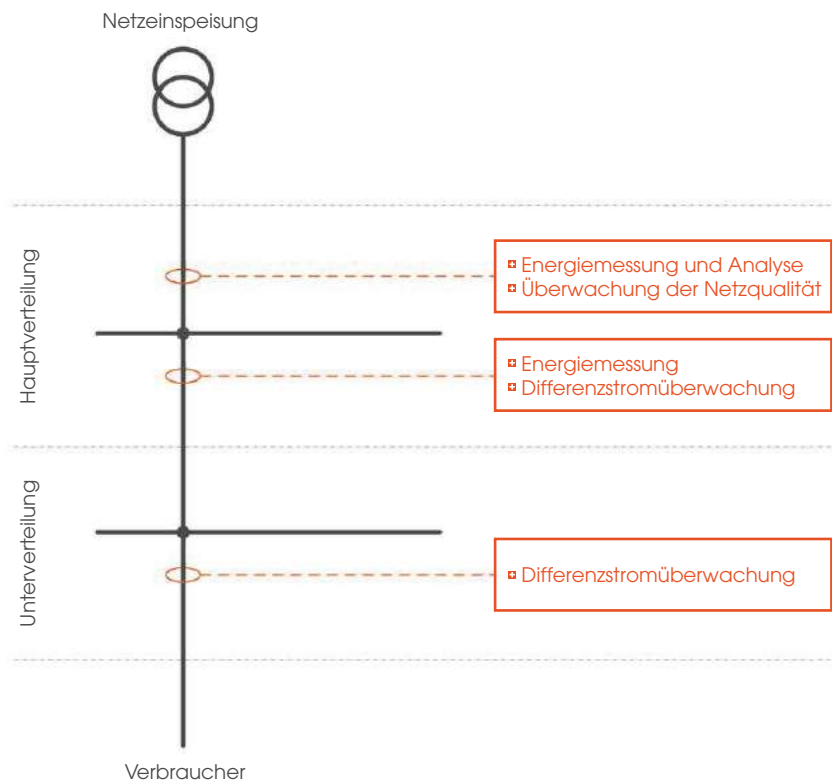 Netzeinspeisung
Hauptverteilung
Energiemessung und Analyse
Überwachung der Netzqualität
Energiemessung
Differenzstromüberwachung
Unterverteilung
Differenzstromüberwachung
Verbraucher